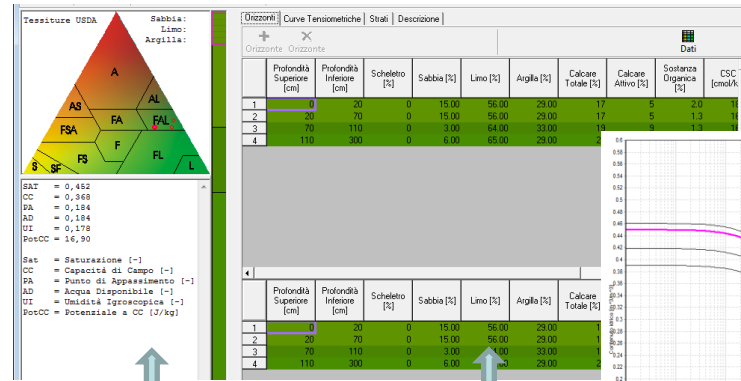 Tessiture USDA
Sabbia:
Limo:
Argilla:
A
AS
AL
FSA
FA
FAL
F
FS
FL
S
SF
L
SAT = 0,452
CC = 0,368
PA = 0,184
AD = 0,184
UI = 0,178
PotCC = 16,90
Sat = Saturazione [-]
CC = Capacità di Campo [-]
PA = Punto di Appassimento [-]
AD = Acqua Disponibile [-]
UI = Umidità Igroscopica [-]
PotCC = Potenziale a CC [J/kg]
Orizzonti Curve Tensiometriche Strati Descrizione
Orizzonte Orizzonte
Dati
Profondità Superiore [cm] Profondità Inferiore [cm] Scheletro [%] Sabbia [%] Limo [%] Argilla [%] Calcare Totale [%] Calcare Attivo [%] Sostanza Organica [%] CSC [cmol/k
1 0 20 0 15.00 56.00 29.00 17 5 2.0 16
2 20 70 0 15.00 56.00 29.00 17 5 1.3 16
3 70 110 0 3.00 64.00 33.00 19 9 1.3 16
4 110 300 0 6.00 65.00 29.00 2
0.6
0.58
0.56
0.54
0.52
0.5
0.48
0.46
0.44
0.42
0.4
0.38
0.36
0.34
0.32
0.3
0.28
0.26
0.24
0.22
0.2
Profondità Superiore [cm] Profondità Inferiore [cm] Scheletro [%] Sabbia [%] Limo [%] Argilla [%] Calcare Totale [%]
1 0 20 0 15.00 56.00 29.00 1
2 20 70 0 15.00 56.00 29.00 1
3 70 110 0 3.00 64.00 33.00 1
4 110 300 0 6.00 29.00